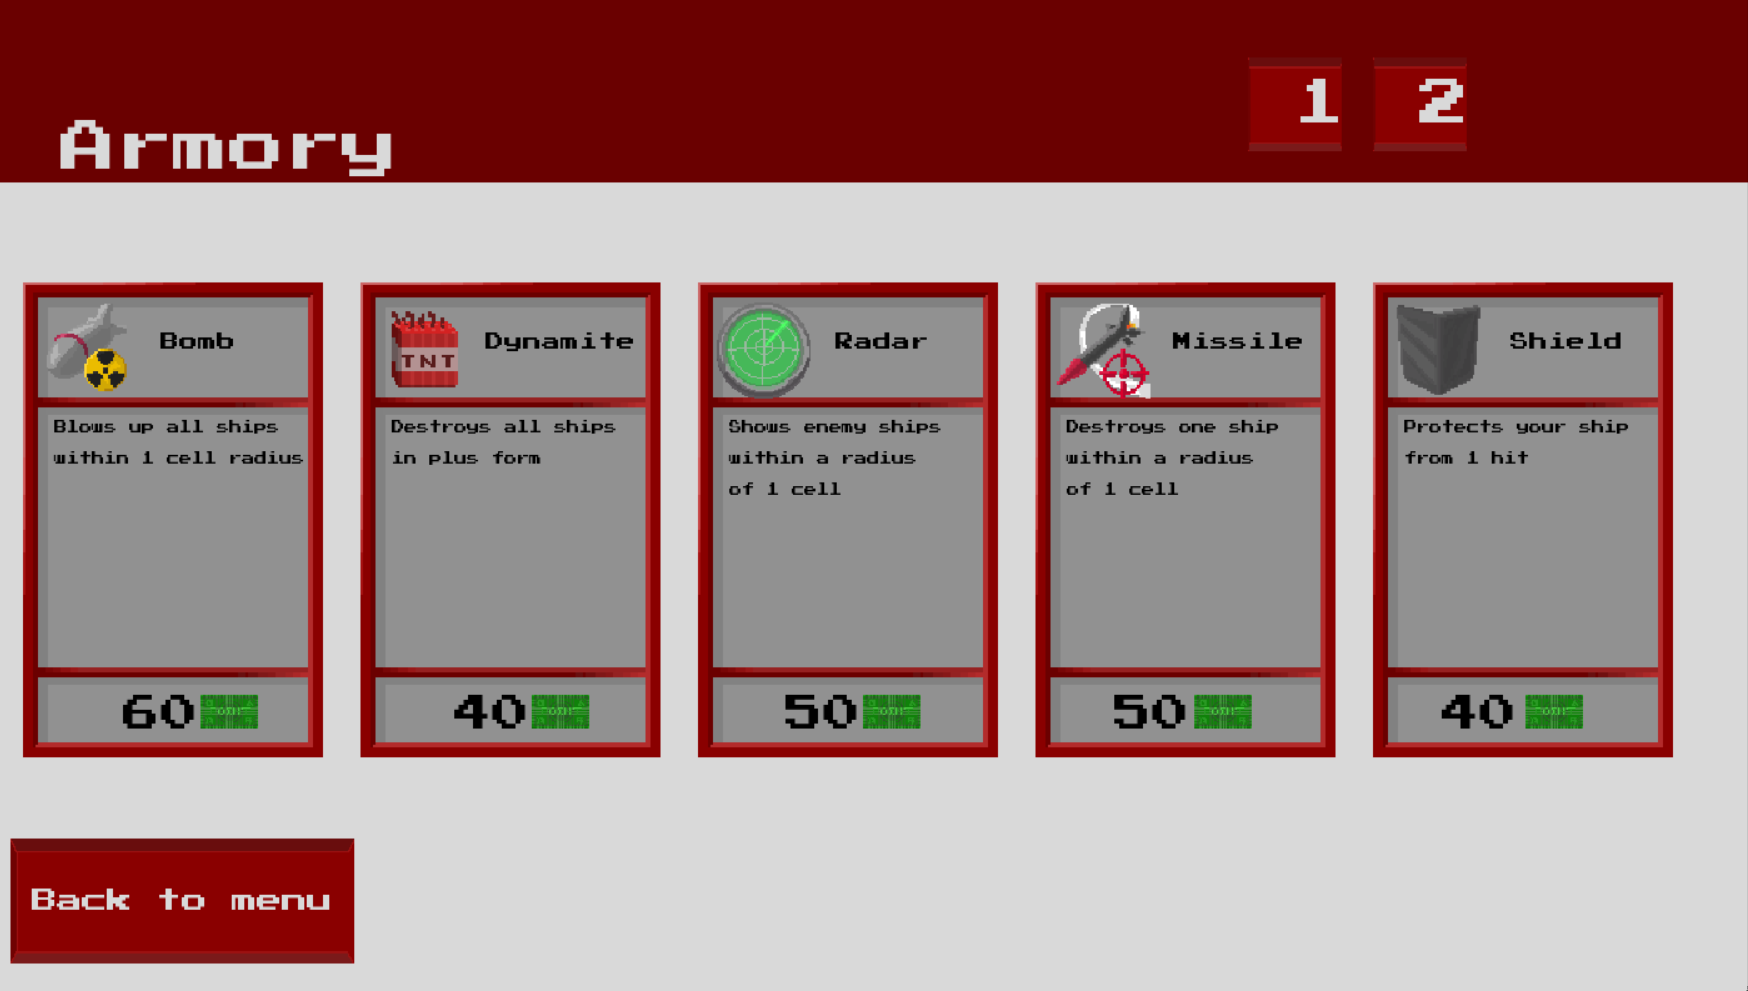 1 2
Armory
Bomb
Blows up all ships
within 1 cell radius
60
Dynamite
TNT
Destroys all ships
in plus form
40
Radar
Shows enemy ships
within a radius
of 1 cell
50
Missile
Destroys one ship
within a radius
of 1 cell
50
Shield
Protects your ship
from 1 hit
40
Back to menu